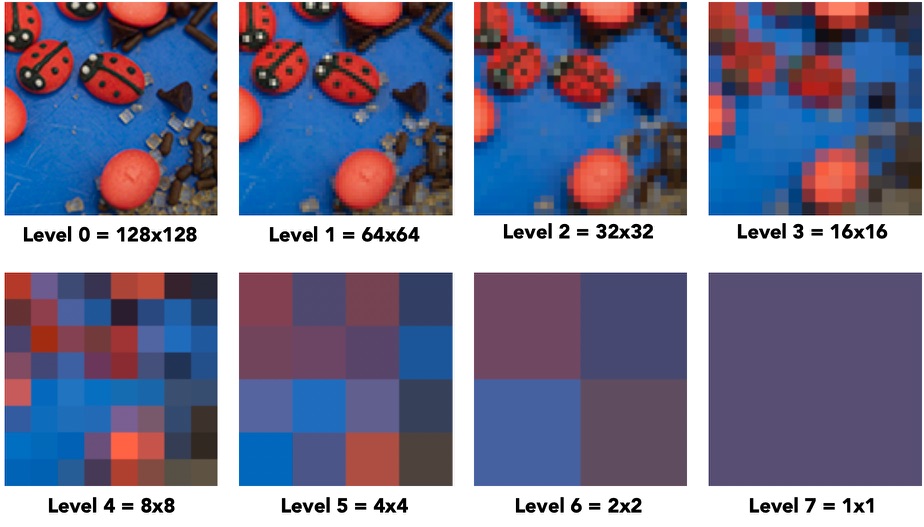 Level 0 = 128x128
Level 1 = 64x64
Level 2 = 32x32
Level 3 = 16x16
Level 4 = 8x8
Level 5 = 4x4
Level 6 = 2x2
Level 7 = 1x1